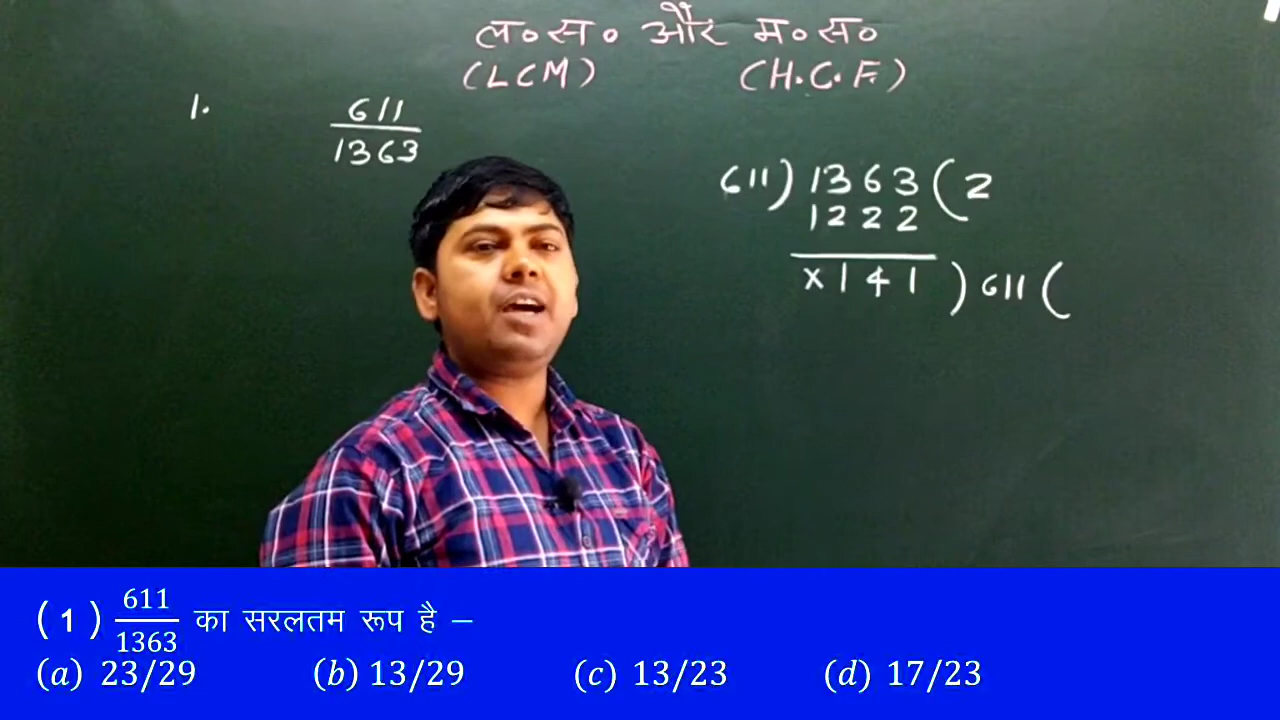 ल०स० और म०स०
(LCM) (H.C.F.)
1. 611/1363
611) 1363 (2
1222
x141 ) 611 (
(1) 611/1363 का सरलतम रूप है –
(a) 23/29 (b) 13/29 (c) 13/23 (d) 17/23